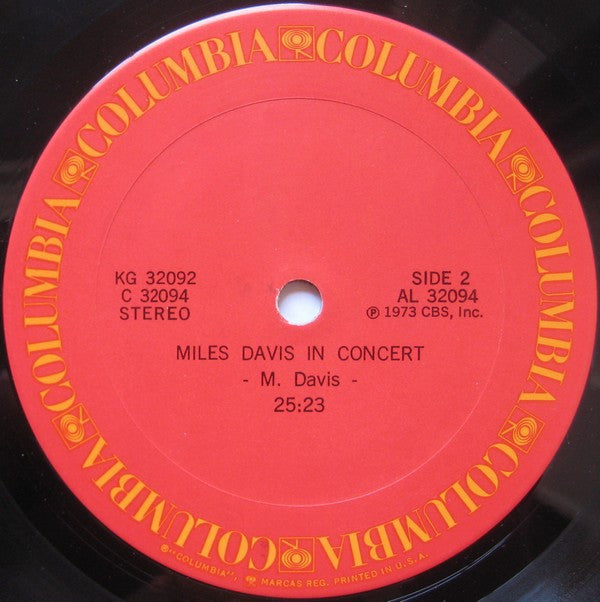 COLUMBIA COLUMBIA COLUMBIA COLUMBIA COLUMBIA COLUMBIA
KG 32092
C 32094
STEREO
SIDE 2
AL 32094
℗ 1973 CBS, Inc.
MILES DAVIS IN CONCERT
- M. Davis -
25:23
®"COLUMBIA", MARCAS REG. PRINTED IN U.S.A.